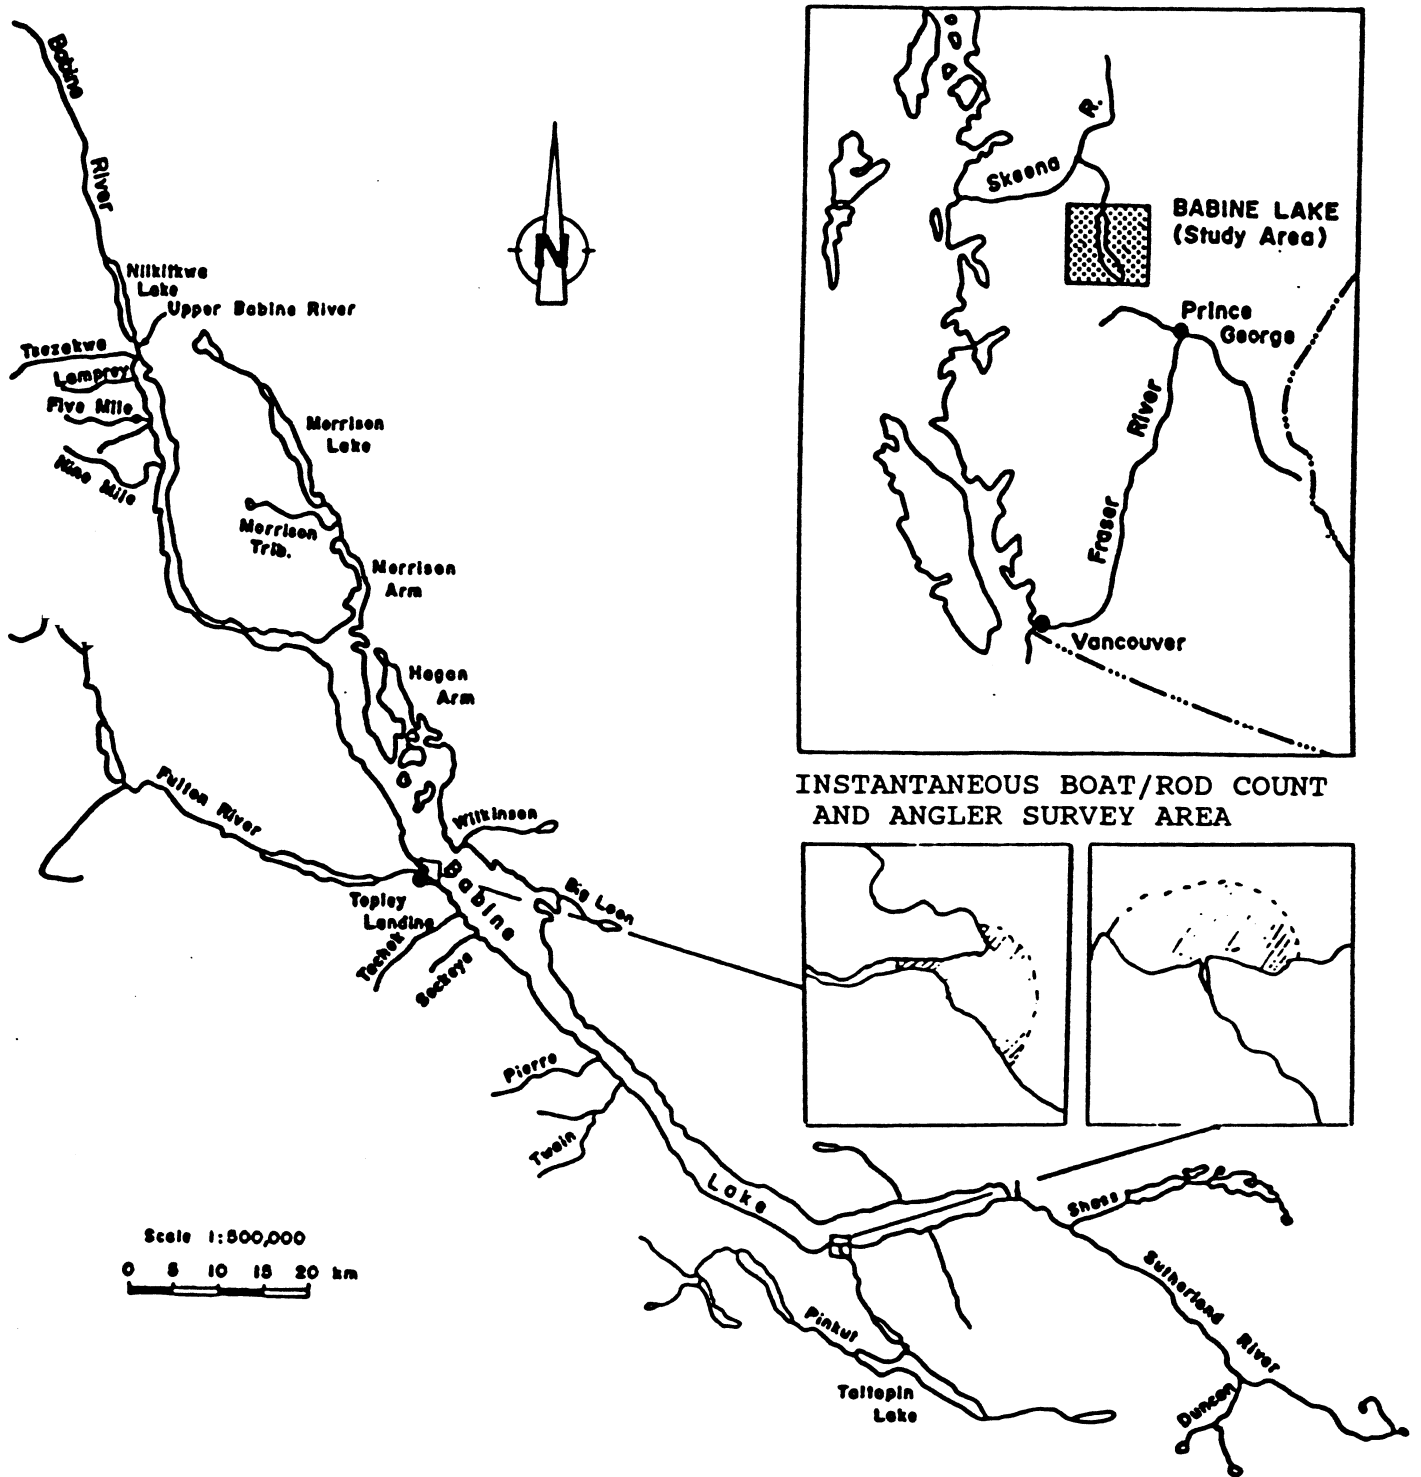 Babine
River
Nilkitkwa
Lake
Upper Babine River
Tsezakwa
Lamprey
Five Mile
Nine Mile
Morrison
Lake
Morrison
Trib.
Morrison
Arm
Hagan
Arm
Fulton River
Wilkinson
Big Loon
Topley
Landing
Tachek
Sockeye
Babine
Lake
Pierre
Twain
Shass
Sutherland River
Duncan
Pinkut
Taltapin
Lake
N
Scale 1:500,000
0 5 10 15 20 km
Skeena R.
BABINE LAKE
(Study Area)
Prince
George
Fraser River
Vancouver
INSTANTANEOUS BOAT/ROD COUNT
AND ANGLER SURVEY AREA